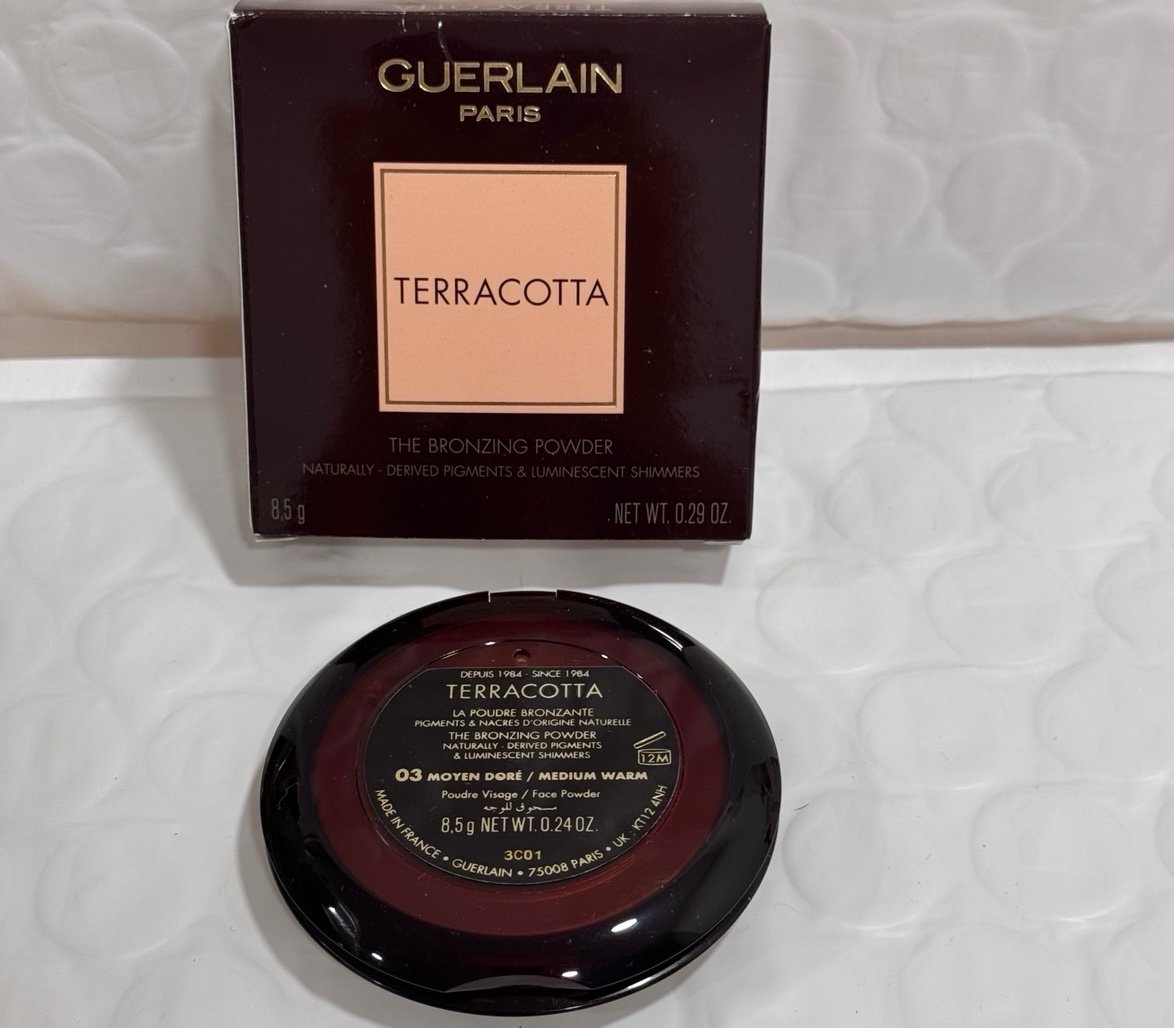 TERRACOTTA
GUERLAIN
PARIS
TERRACOTTA
THE BRONZING POWDER
NATURALLY - DERIVED PIGMENTS & LUMINESCENT SHIMMERS
8,5 g
NET WT. 0.29 OZ.
DEPUIS 1984 - SINCE 1984
TERRACOTTA
LA POUDRE BRONZANTE
PIGMENTS & NACRES D'ORIGINE NATURELLE
THE BRONZING POWDER
NATURALLY - DERIVED PIGMENTS
& LUMINESCENT SHIMMERS
12M
03 MOYEN DORÉ / MEDIUM WARM
Poudre Visage / Face Powder
مسحوق للوجه
8,5 g NET WT. 0.24 OZ.
3C01
MADE IN FRANCE • GUERLAIN • 75008 PARIS • UK : KT12 4NH